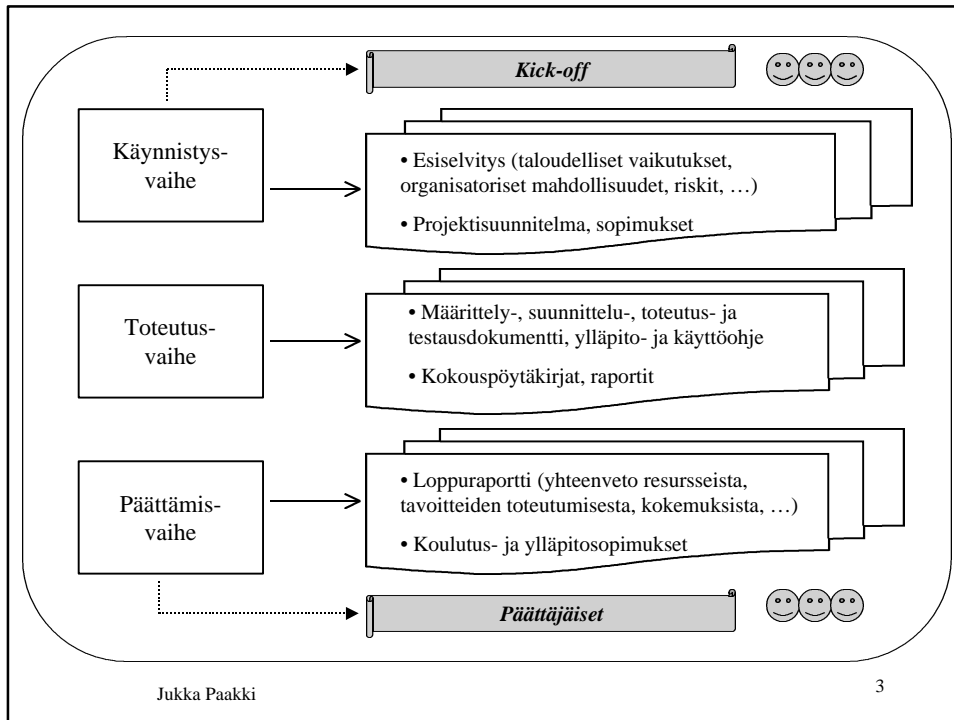 Kick-off
Käynnistys-
vaihe
• Esiselvitys (taloudelliset vaikutukset,
organisatoriset mahdollisuudet, riskit, …)
• Projektisuunnitelma, sopimukset
Toteutus-
vaihe
• Määrittely-, suunnittelu-, toteutus- ja
testausdokumentti, ylläpito- ja käyttöohje
• Kokouspöytäkirjat, raportit
Päättämis-
vaihe
• Loppuraportti (yhteenveto resursseista,
tavoitteiden toteutumisesta, kokemuksista, …)
• Koulutus- ja ylläpitosopimukset
Päättäjäiset
Jukka Paakki
3